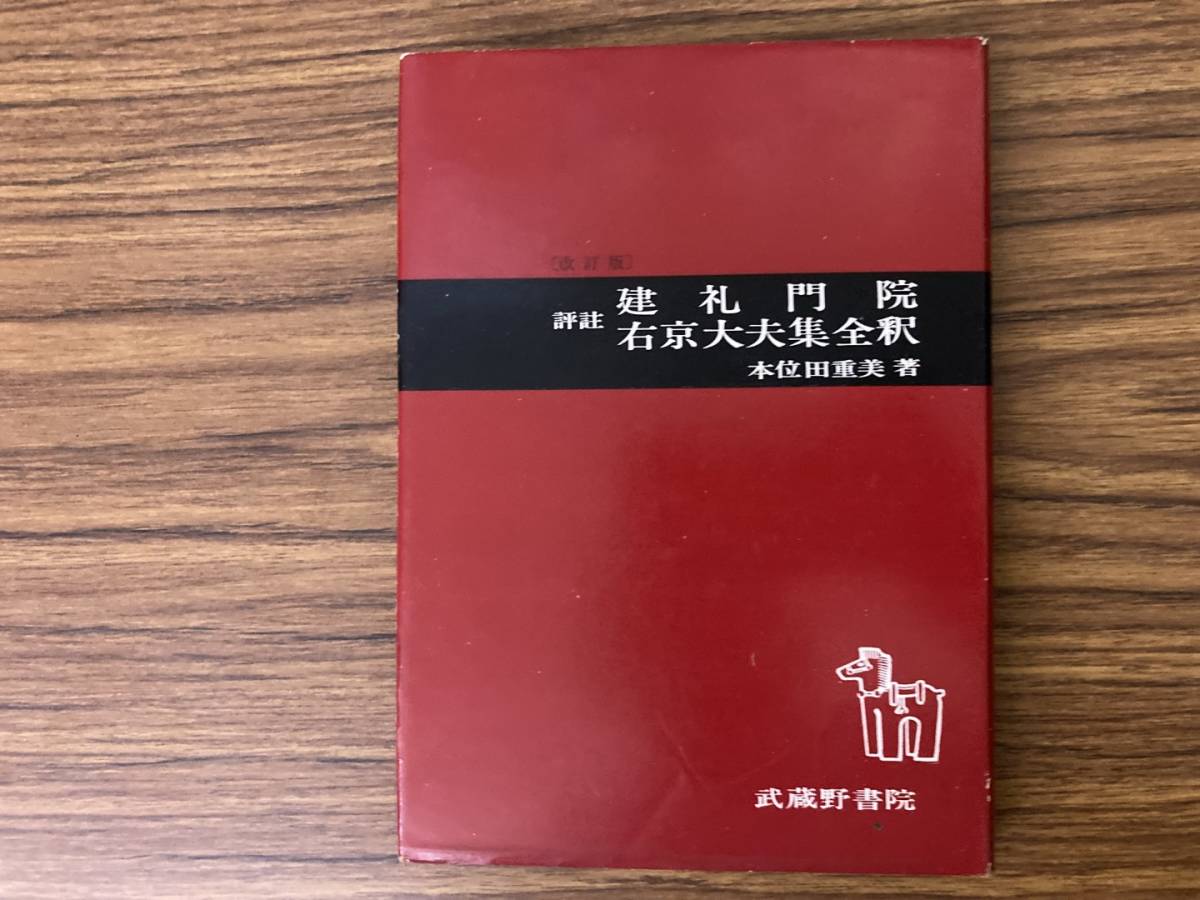 〔改訂版〕
評註 建礼門院
右京大夫集全釈
本位田重美 著
武蔵野書院